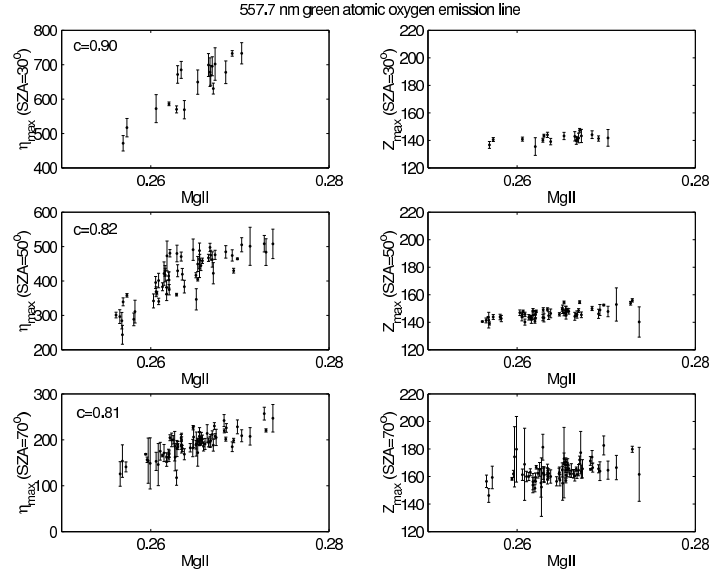 557.7 nm green atomic oxygen emission line
c=0.90
η_max (SZA=30°)
800
700
600
500
400
0.26
0.28
MgII
Z_max (SZA=30°)
220
200
180
160
140
120
0.26
0.28
MgII
c=0.82
η_max (SZA=50°)
600
500
400
300
200
0.26
0.28
MgII
Z_max (SZA=50°)
220
200
180
160
140
120
0.26
0.28
MgII
c=0.81
η_max (SZA=70°)
300
200
100
0
0.26
0.28
MgII
Z_max (SZA=70°)
220
200
180
160
140
120
0.26
0.28
MgII